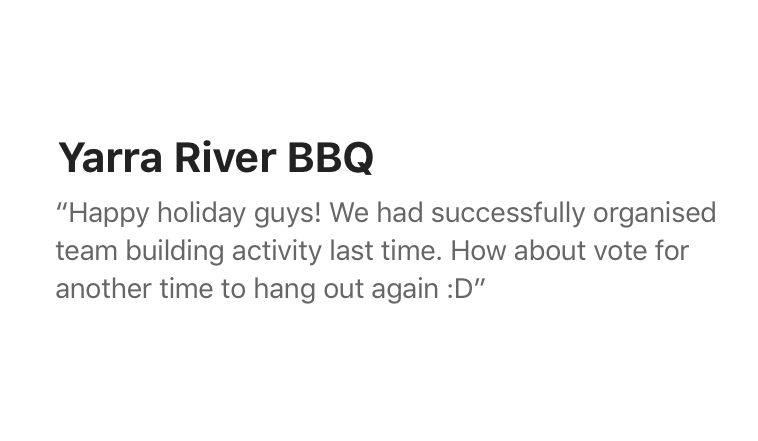 Yarra River BBQ
“Happy holiday guys! We had successfully organised
team building activity last time. How about vote for
another time to hang out again :D”